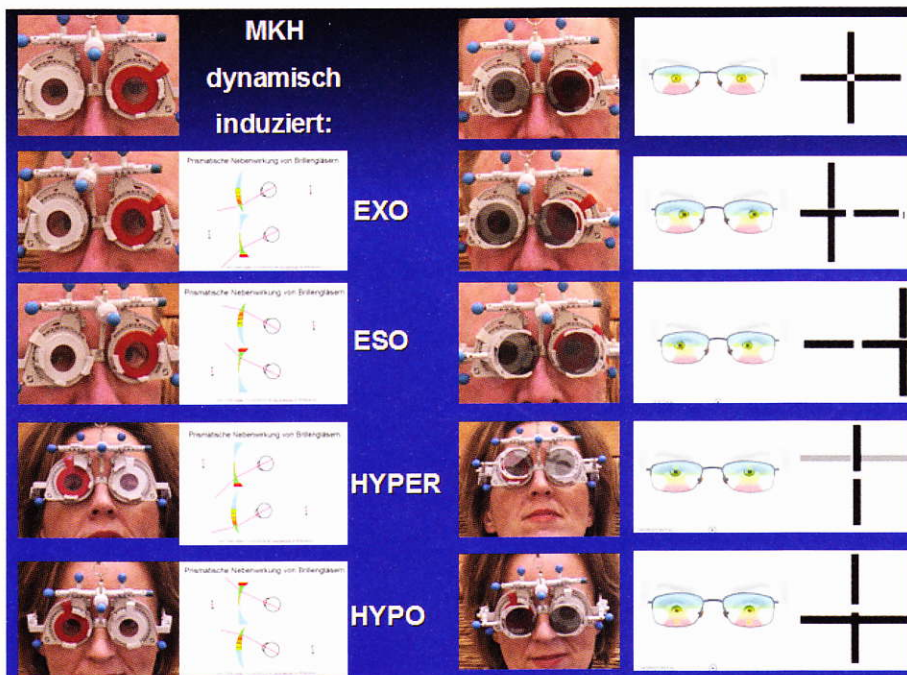 MKH
dynamisch
induziert:
Prismatische Nebenwirkung von Brillengläsern
EXO
Prismatische Nebenwirkung von Brillengläsern
ESO
Prismatische Nebenwirkung von Brillengläsern
HYPER
Prismatische Nebenwirkung von Brillengläsern
HYPO